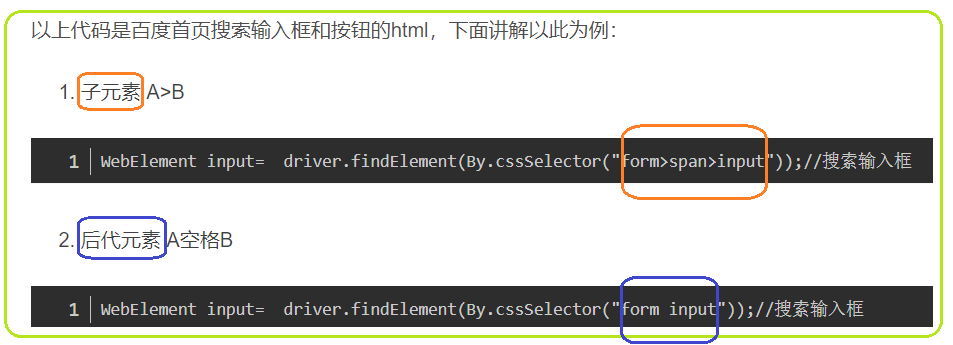 以上代码是百度首页搜索输入框和按钮的html，下面讲解以此为例：
1. 子元素 A>B
1 WebElement input=  driver.findElement(By.cssSelector("form>span>input"));//搜索输入框
2. 后代元素 A空格B
1 WebElement input=  driver.findElement(By.cssSelector("form input"));//搜索输入框